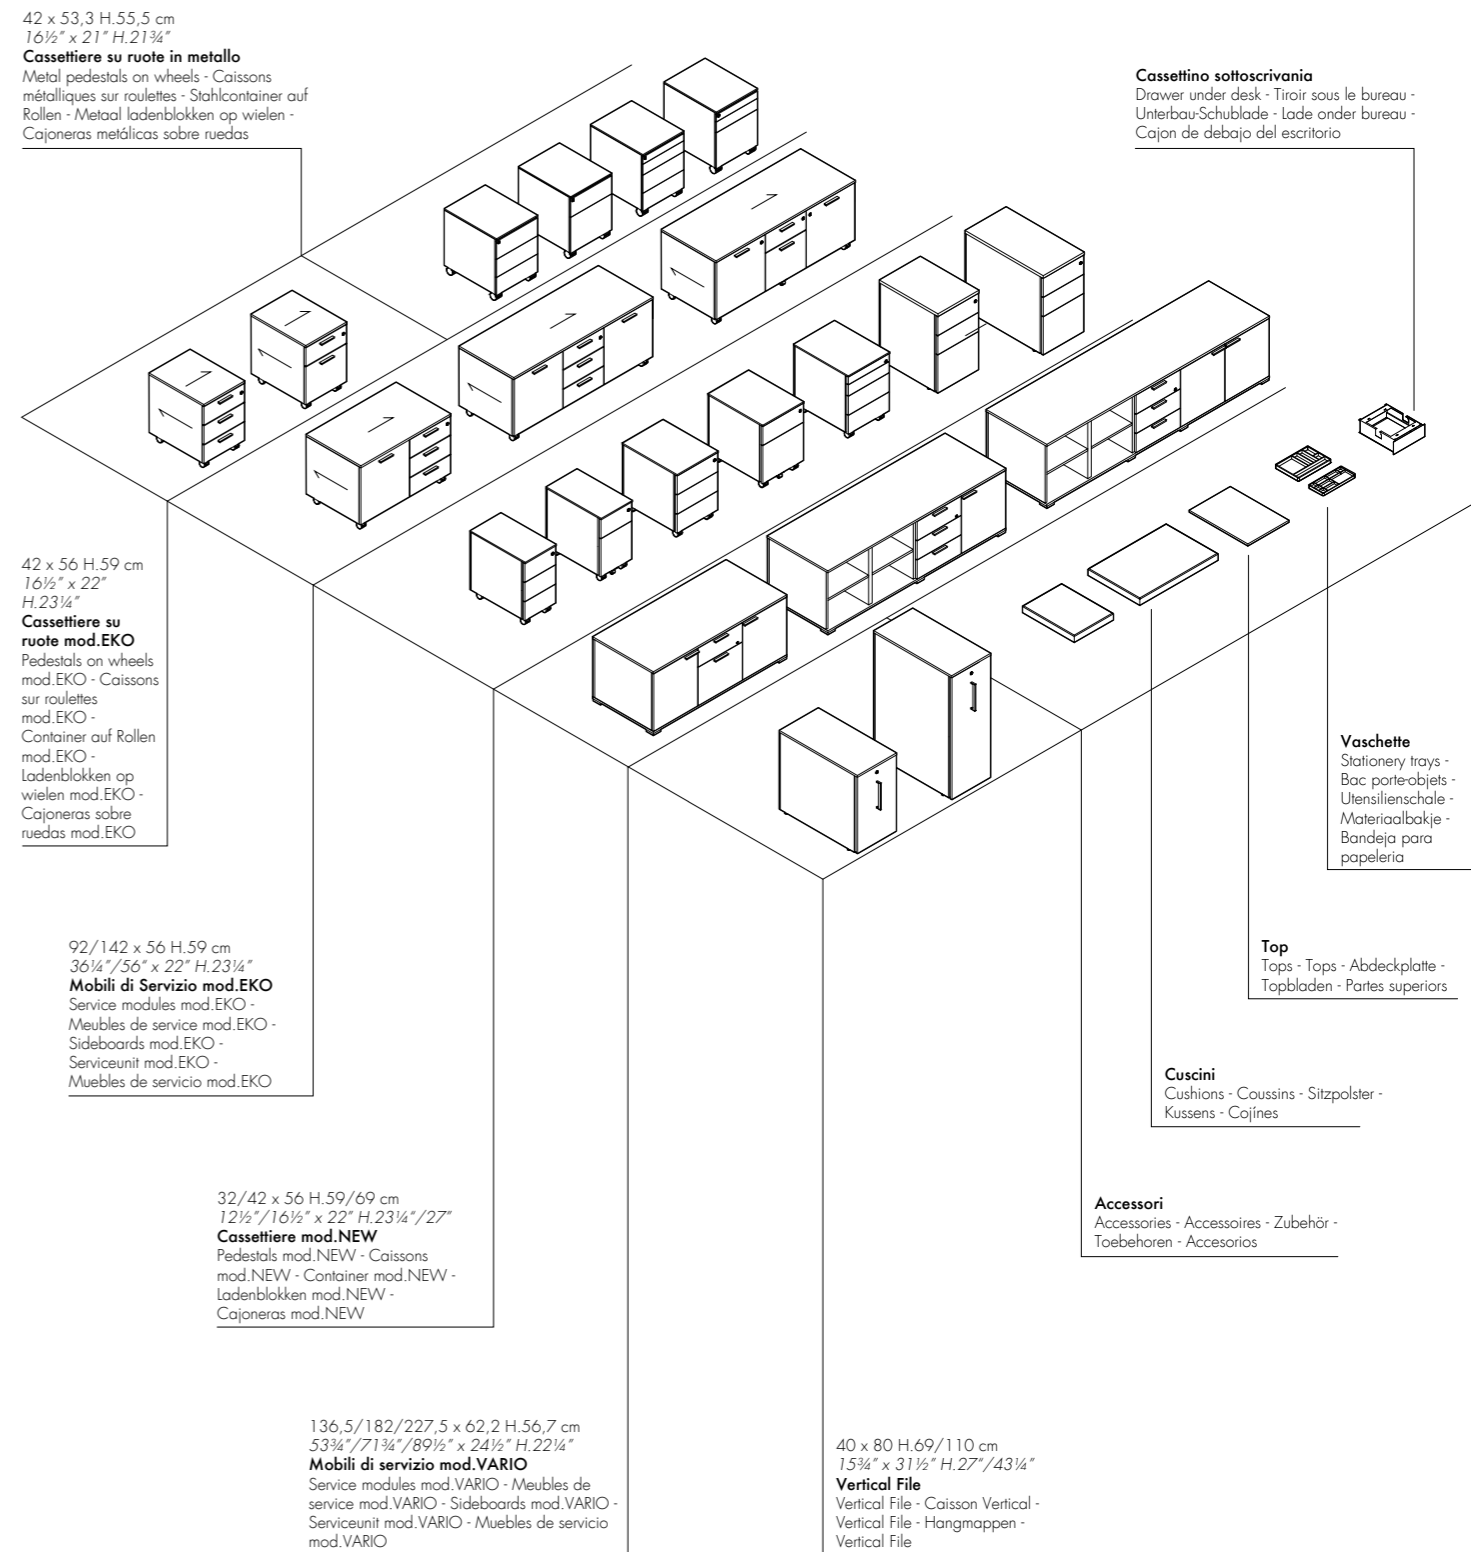 42 x 53,3 H.55,5 cm
16½” x 21” H.21¾”
Cassettiere su ruote in metallo
Metal pedestals on wheels - Caissons
métalliques sur roulettes - Stahlcontainer auf
Rollen - Metaal ladenblokken op wielen -
Cajoneras metálicas sobre ruedas
Cassettino sottoscrivania
Drawer under desk - Tiroir sous le bureau -
Unterbau-Schublade - Lade onder bureau -
Cajon de debajo del escritorio
42 x 56 H.59 cm
16½” x 22”
H.23¼”
Cassettiere su
ruote mod.EKO
Pedestals on wheels
mod.EKO - Caissons
sur roulettes
mod.EKO -
Container auf Rollen
mod.EKO -
Ladenblokken op
wielen mod.EKO -
Cajoneras sobre
ruedas mod.EKO
Vaschette
Stationery trays -
Bac porte-objets -
Utensilienschale -
Materiaalbakje -
Bandeja para
papeleria
92/142 x 56 H.59 cm
36¼”/56” x 22” H.23¼”
Mobili di Servizio mod.EKO
Service modules mod.EKO -
Meubles de service mod.EKO -
Sideboards mod.EKO -
Serviceunit mod.EKO -
Muebles de servicio mod.EKO
Top
Tops - Tops - Abdeckplatte -
Topbladen - Partes superiors
Cuscini
Cushions - Coussins - Sitzpolster -
Kussens - Cojínes
32/42 x 56 H.59/69 cm
12½”/16½” x 22” H.23¼”/27”
Cassettiere mod.NEW
Pedestals mod.NEW - Caissons
mod.NEW - Container mod.NEW -
Ladenblokken mod.NEW -
Cajoneras mod.NEW
Accessori
Accessories - Accessoires - Zubehör -
Toebehoren - Accesorios
136,5/182/227,5 x 62,2 H.56,7 cm
53¾”/71¾”/89½” x 24½” H.22¼”
Mobili di servizio mod.VARIO
Service modules mod.VARIO - Meubles de
service mod.VARIO - Sideboards mod.VARIO -
Serviceunit mod.VARIO - Muebles de servicio
mod.VARIO
40 x 80 H.69/110 cm
15¾” x 31½” H.27”/43¼”
Vertical File
Vertical File - Caisson Vertical -
Vertical File - Hangmappen -
Vertical File